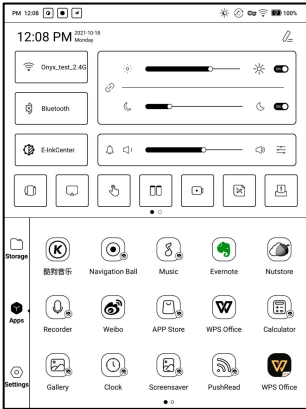 PM 12:08
100%
12:08 PM 2021-10-18
Monday
Onyx_test_2.4G
Bluetooth
E-InkCenter
Storage
酷狗音乐 Navigation Ball Music Evernote Nutstore
Apps
Recorder Weibo APP Store WPS Office Calculator
Settings
Gallery Clock Screensaver PushRead WPS Office